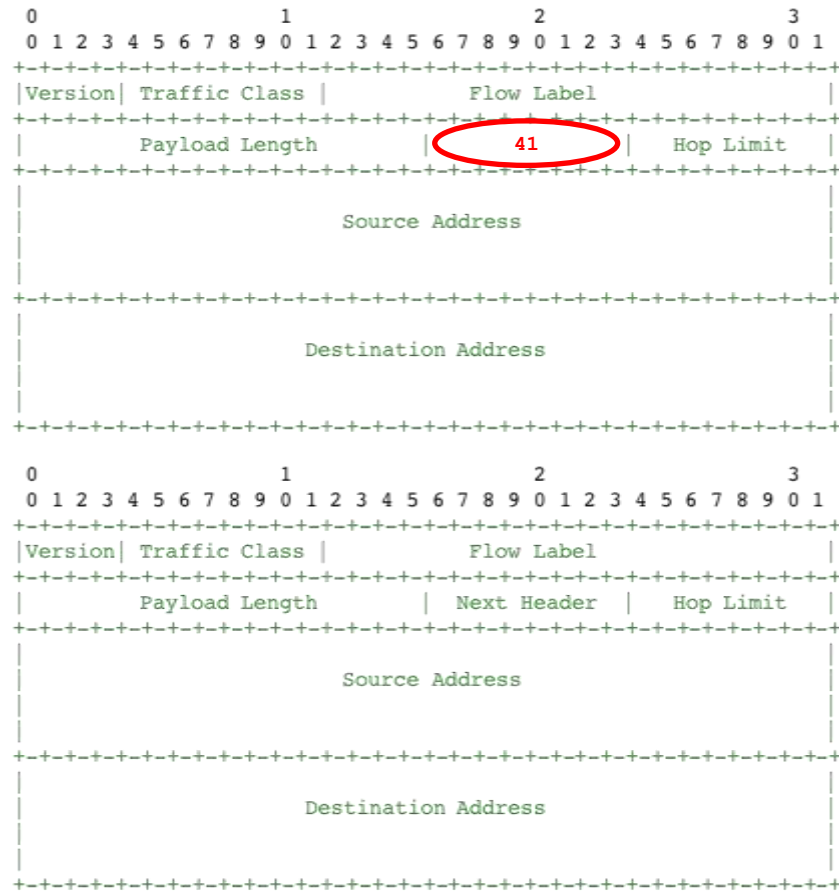 0 1 2 3
0 1 2 3 4 5 6 7 8 9 0 1 2 3 4 5 6 7 8 9 0 1 2 3 4 5 6 7 8 9 0 1
+-+-+-+-+-+-+-+-+-+-+-+-+-+-+-+-+-+-+-+-+-+-+-+-+-+-+-+-+-+-+-+-+
|Version| Traffic Class | Flow Label |
+-+-+-+-+-+-+-+-+-+-+-+-+-+-+-+-+-+-+-+-+-+-+-+-+-+-+-+-+-+-+-+-+
| Payload Length | 41 | Hop Limit |
+-+-+-+-+-+-+-+-+-+-+-+-+-+-+-+-+-+-+-+-+-+-+-+-+-+-+-+-+-+-+-+-+
| |
| Source Address |
| |
| |
+-+-+-+-+-+-+-+-+-+-+-+-+-+-+-+-+-+-+-+-+-+-+-+-+-+-+-+-+-+-+-+-+
| |
| Destination Address |
| |
| |
+-+-+-+-+-+-+-+-+-+-+-+-+-+-+-+-+-+-+-+-+-+-+-+-+-+-+-+-+-+-+-+-+
0 1 2 3
0 1 2 3 4 5 6 7 8 9 0 1 2 3 4 5 6 7 8 9 0 1 2 3 4 5 6 7 8 9 0 1
+-+-+-+-+-+-+-+-+-+-+-+-+-+-+-+-+-+-+-+-+-+-+-+-+-+-+-+-+-+-+-+-+
|Version| Traffic Class | Flow Label |
+-+-+-+-+-+-+-+-+-+-+-+-+-+-+-+-+-+-+-+-+-+-+-+-+-+-+-+-+-+-+-+-+
| Payload Length | Next Header | Hop Limit |
+-+-+-+-+-+-+-+-+-+-+-+-+-+-+-+-+-+-+-+-+-+-+-+-+-+-+-+-+-+-+-+-+
| |
| Source Address |
| |
| |
+-+-+-+-+-+-+-+-+-+-+-+-+-+-+-+-+-+-+-+-+-+-+-+-+-+-+-+-+-+-+-+-+
| |
| Destination Address |
| |
| |
+-+-+-+-+-+-+-+-+-+-+-+-+-+-+-+-+-+-+-+-+-+-+-+-+-+-+-+-+-+-+-+-+